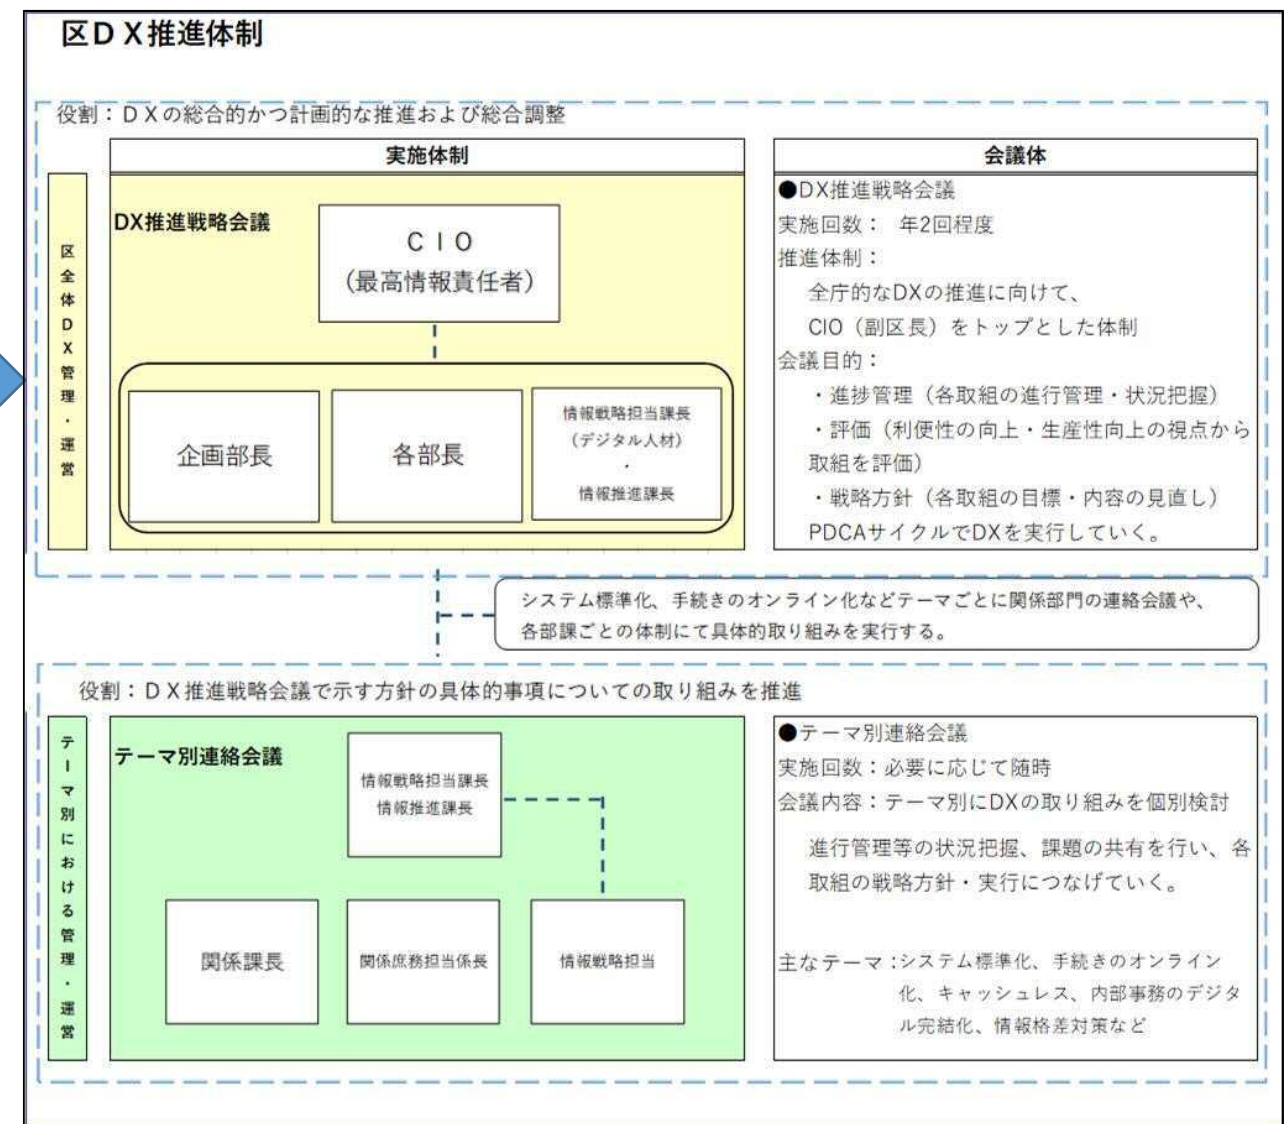 区ＤＸ推進体制
役割：ＤＸの総合的かつ計画的な推進および総合調整
実施体制
会議体
区全体DX管理・運営
DX推進戦略会議
ＣＩＯ
（最高情報責任者）
企画部長
各部長
情報戦略担当課長
（デジタル人材）
・
情報推進課長
●DX推進戦略会議
実施回数：　年2回程度
推進体制：
全庁的なDXの推進に向けて、
CIO（副区長）をトップとした体制
会議目的：
・進捗管理（各取組の進行管理・状況把握）
・評価（利便性の向上・生産性向上の視点から
取組を評価）
・戦略方針（各取組の目標・内容の見直し）
PDCAサイクルでDXを実行していく。
システム標準化、手続きのオンライン化などテーマごとに関係部門の連絡会議や、
各部課ごとの体制にて具体的取り組みを実行する。
役割：ＤＸ推進戦略会議で示す方針の具体的事項についての取り組みを推進
テーマ別における管理・運営
テーマ別連絡会議
情報戦略担当課長
情報推進課長
関係課長
関係庶務担当係長
情報戦略担当
●テーマ別連絡会議
実施回数：必要に応じて随時
会議内容：テーマ別にDXの取り組みを個別検討
進行管理等の状況把握、課題の共有を行い、各
取組の戦略方針・実行につなげていく。
主なテーマ：システム標準化、手続きのオンライン
化、キャッシュレス、内部事務のデジタ
ル完結化、情報格差対策など